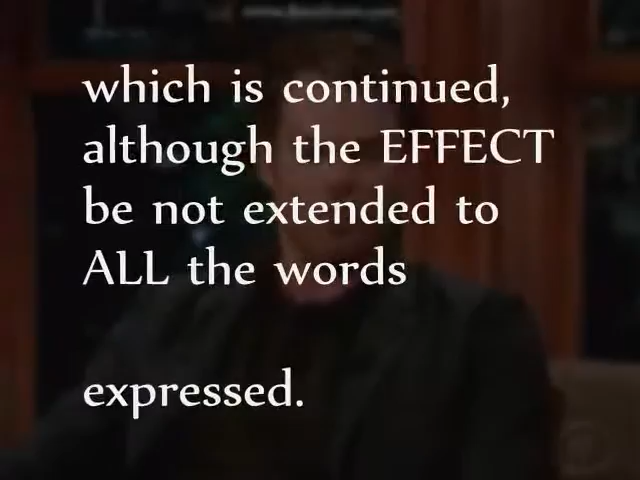 which is continued,
although the EFFECT
be not extended to
ALL the words
expressed.